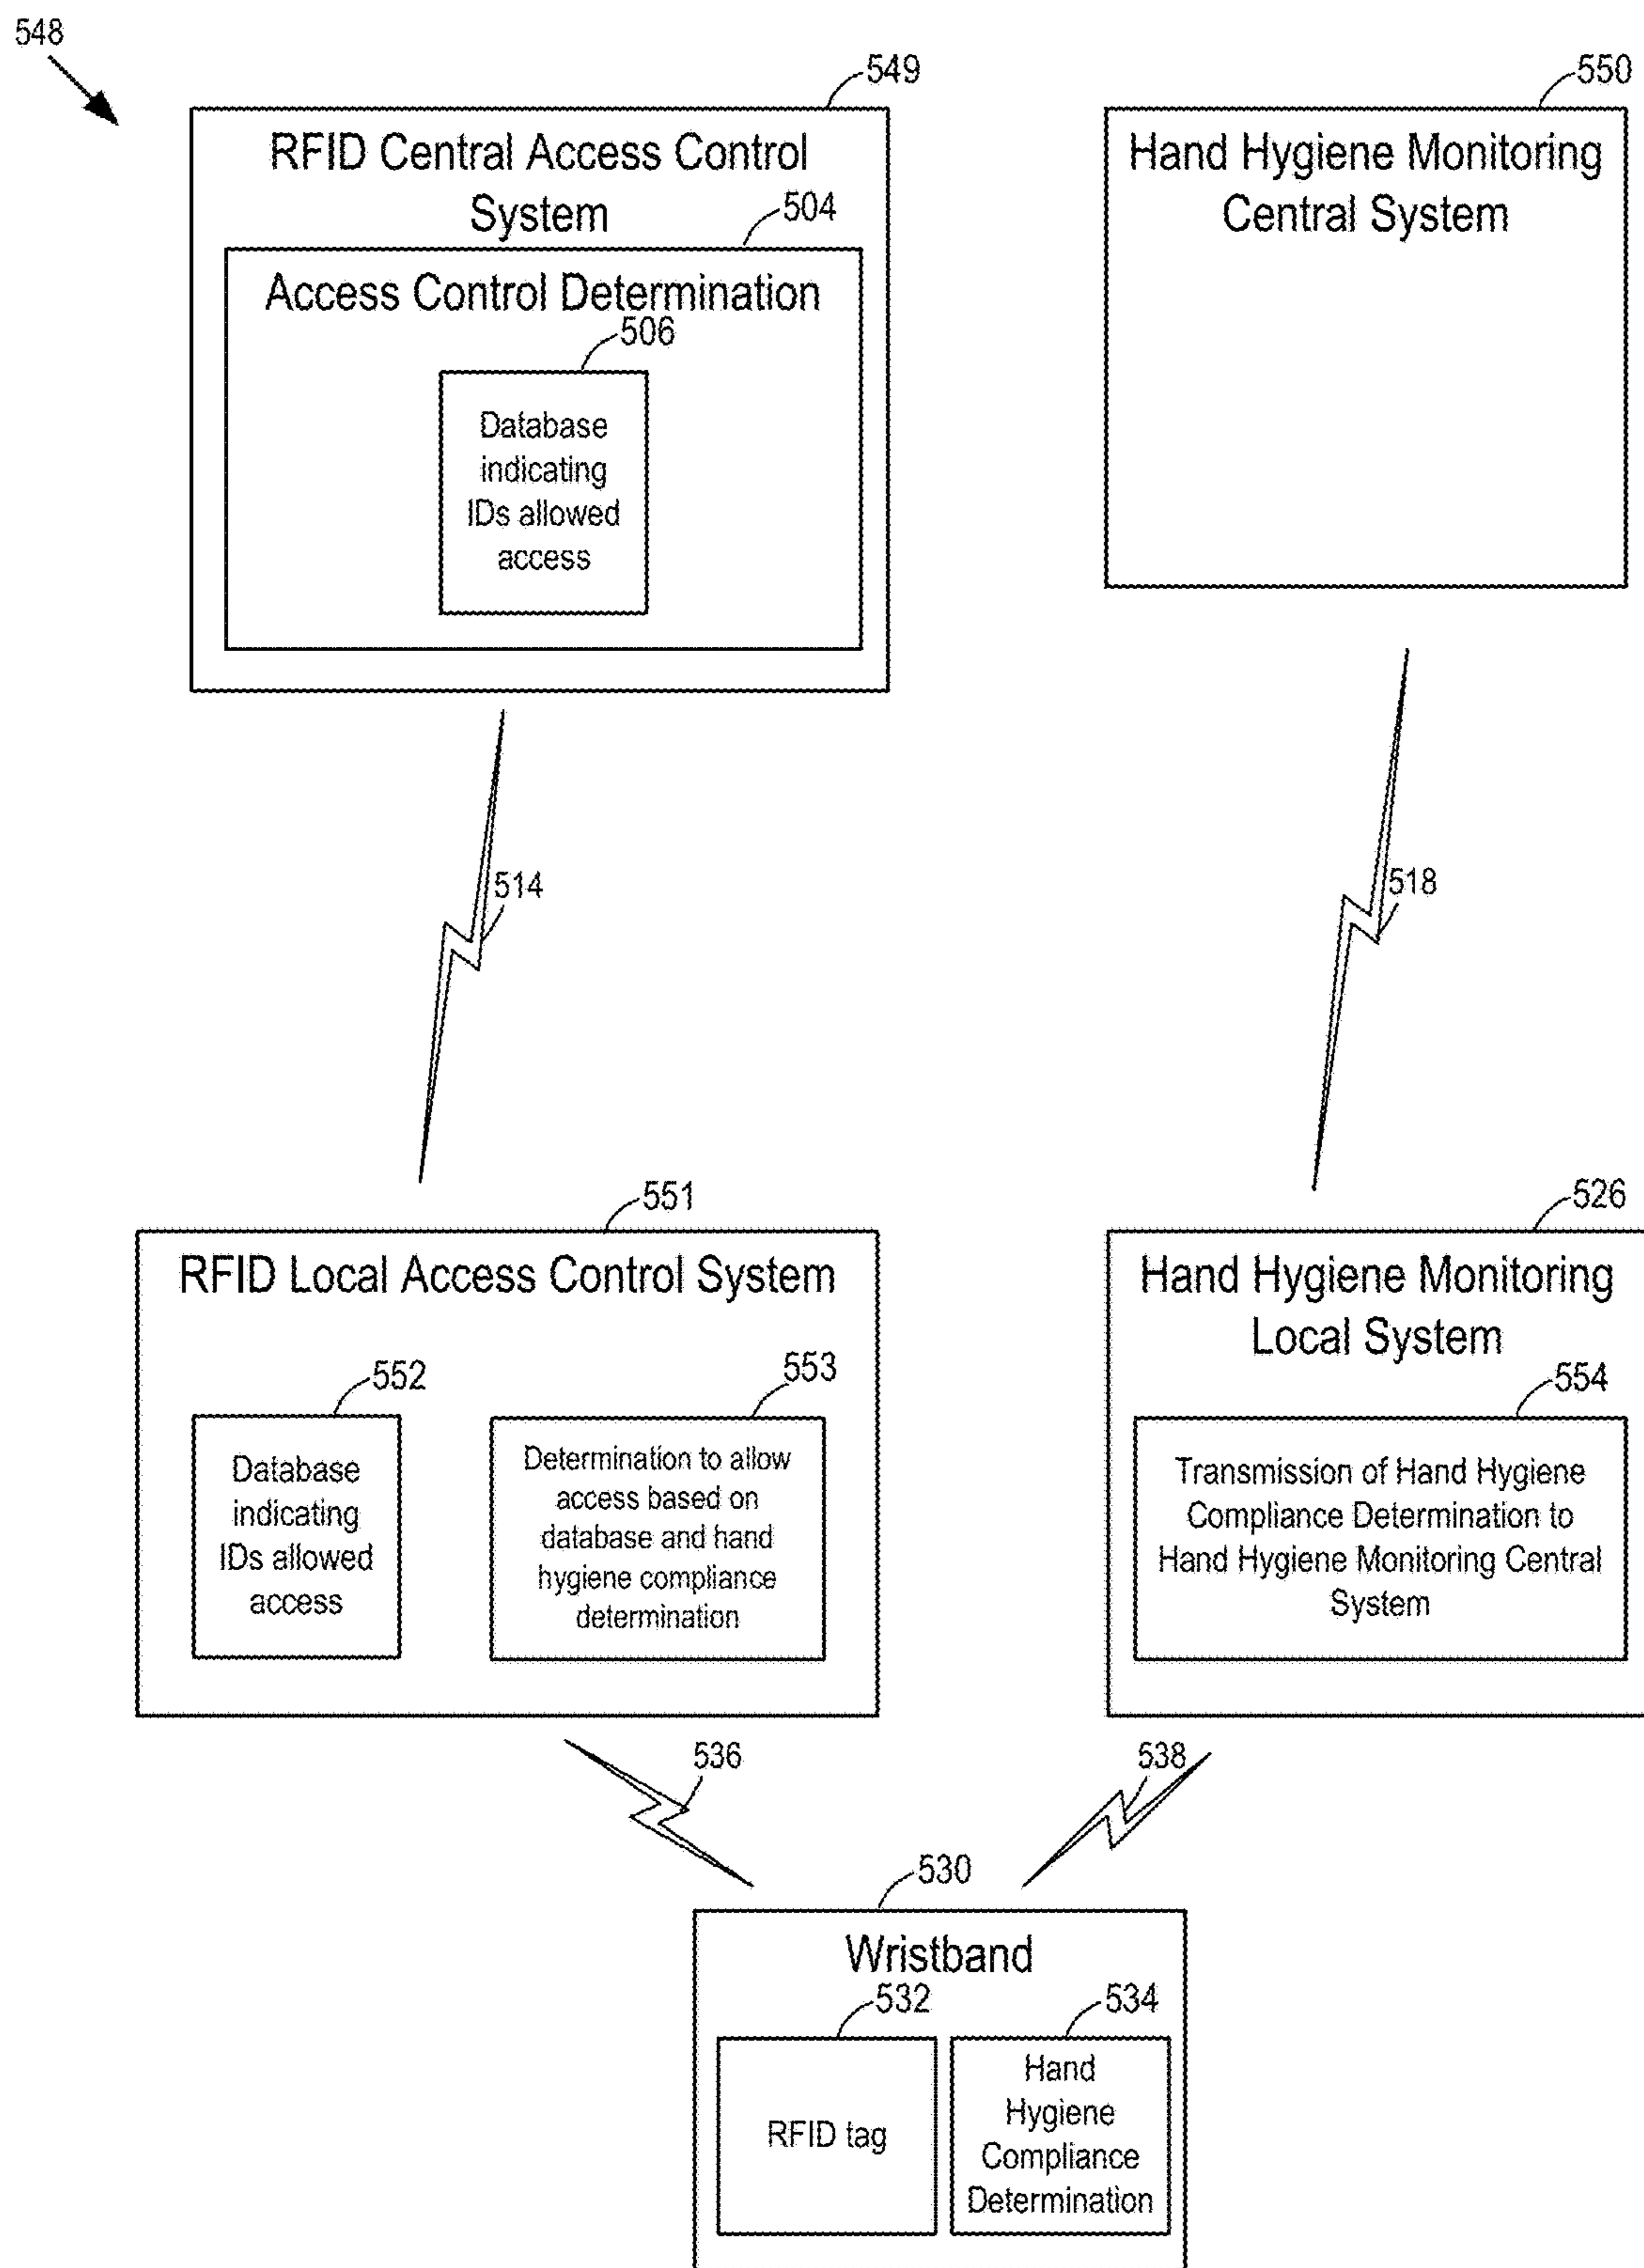 548
549
RFID Central Access Control
System
504
Access Control Determination
506
Database
indicating
IDs allowed
access
550
Hand Hygiene Monitoring
Central System
514
518
551
RFID Local Access Control System
552
Database
indicating
IDs allowed
access
553
Determination to allow
access based on
database and hand
hygiene compliance
determination
526
Hand Hygiene Monitoring
Local System
554
Transmission of Hand Hygiene
Compliance Determination to
Hand Hygiene Monitoring Central
System
536
538
530
Wristband
532
RFID tag
534
Hand
Hygiene
Compliance
Determination